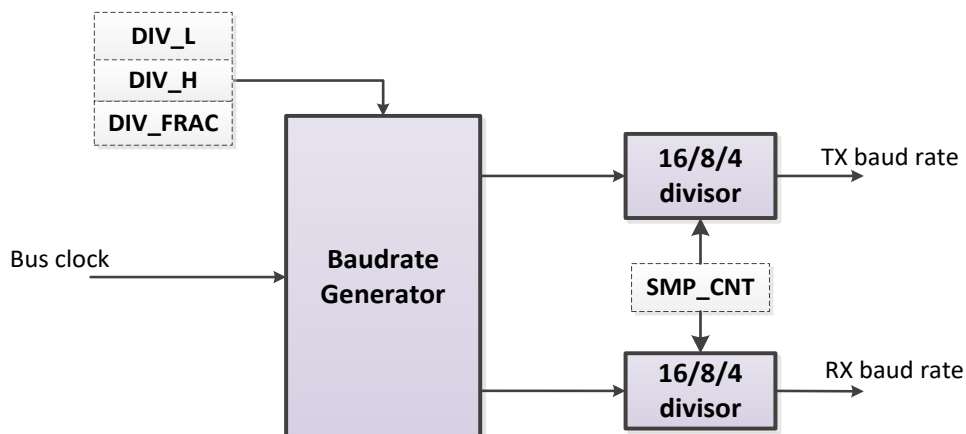 DIV_L
DIV_H
DIV_FRAC
16/8/4
divisor
TX baud rate
Bus clock
Baudrate
Generator
SMP_CNT
16/8/4
divisor
RX baud rate